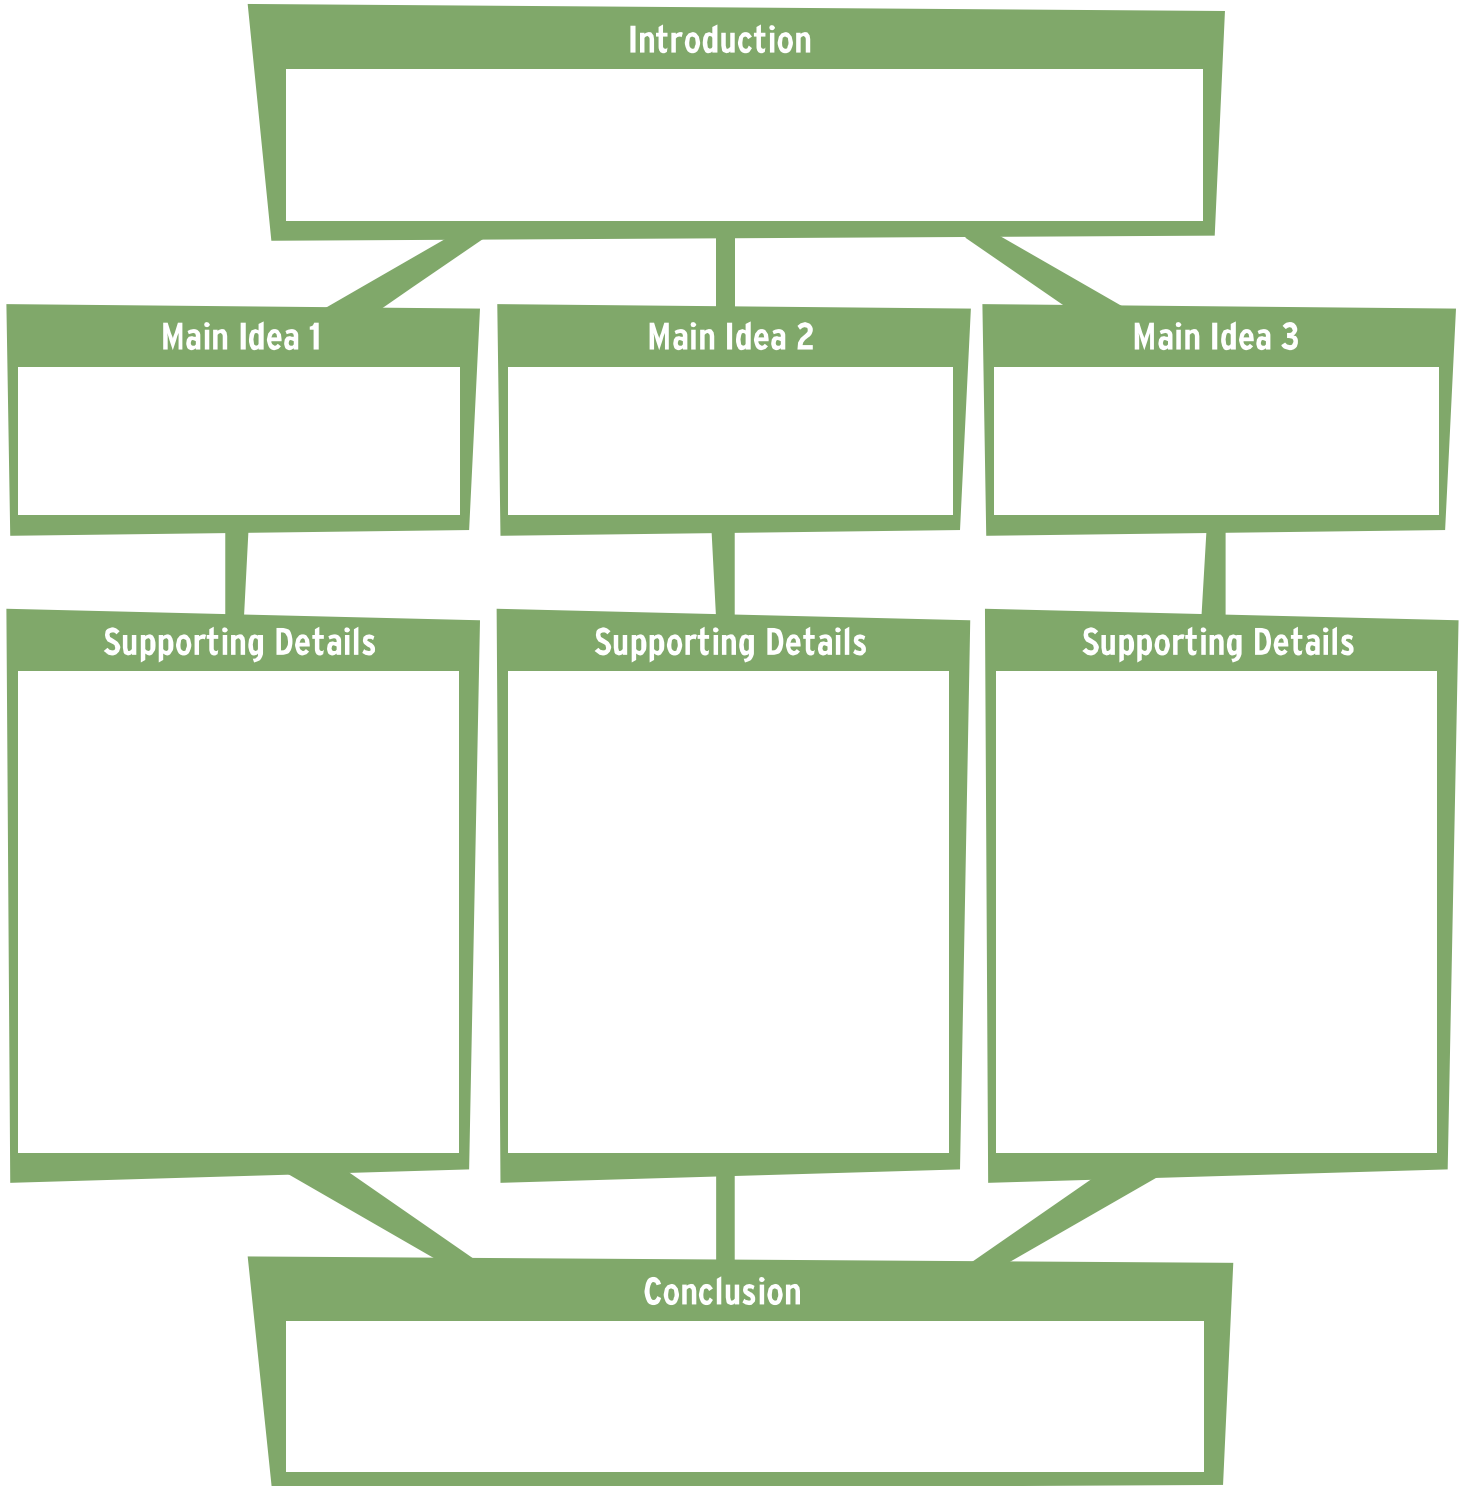 Introduction
Main Idea 1
Main Idea 2
Main Idea 3
Supporting Details
Supporting Details
Supporting Details
Conclusion